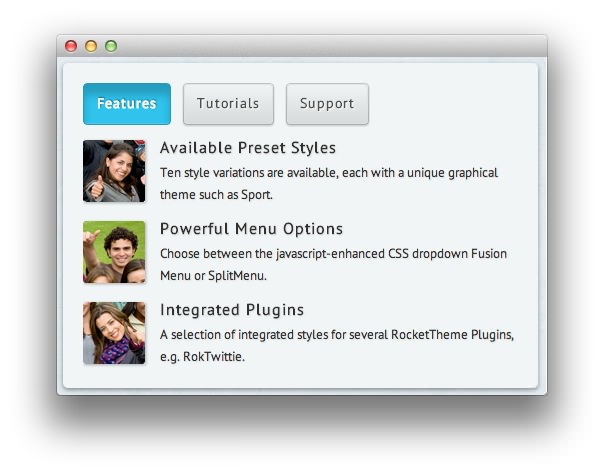 Features Tutorials Support
Available Preset Styles
Ten style variations are available, each with a unique graphical
theme such as Sport.
Powerful Menu Options
Choose between the javascript-enhanced CSS dropdown Fusion
Menu or SplitMenu.
Integrated Plugins
A selection of integrated styles for several RocketTheme Plugins,
e.g. RokTwittie.